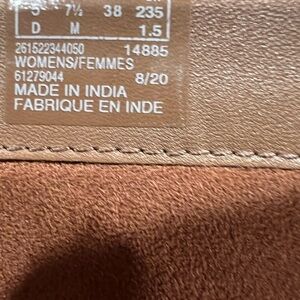 5 7½ 38 235
D M 1.5
261522344050 14885
WOMENS/FEMMES
61279044 8/20
MADE IN INDIA
FABRIQUE EN INDE